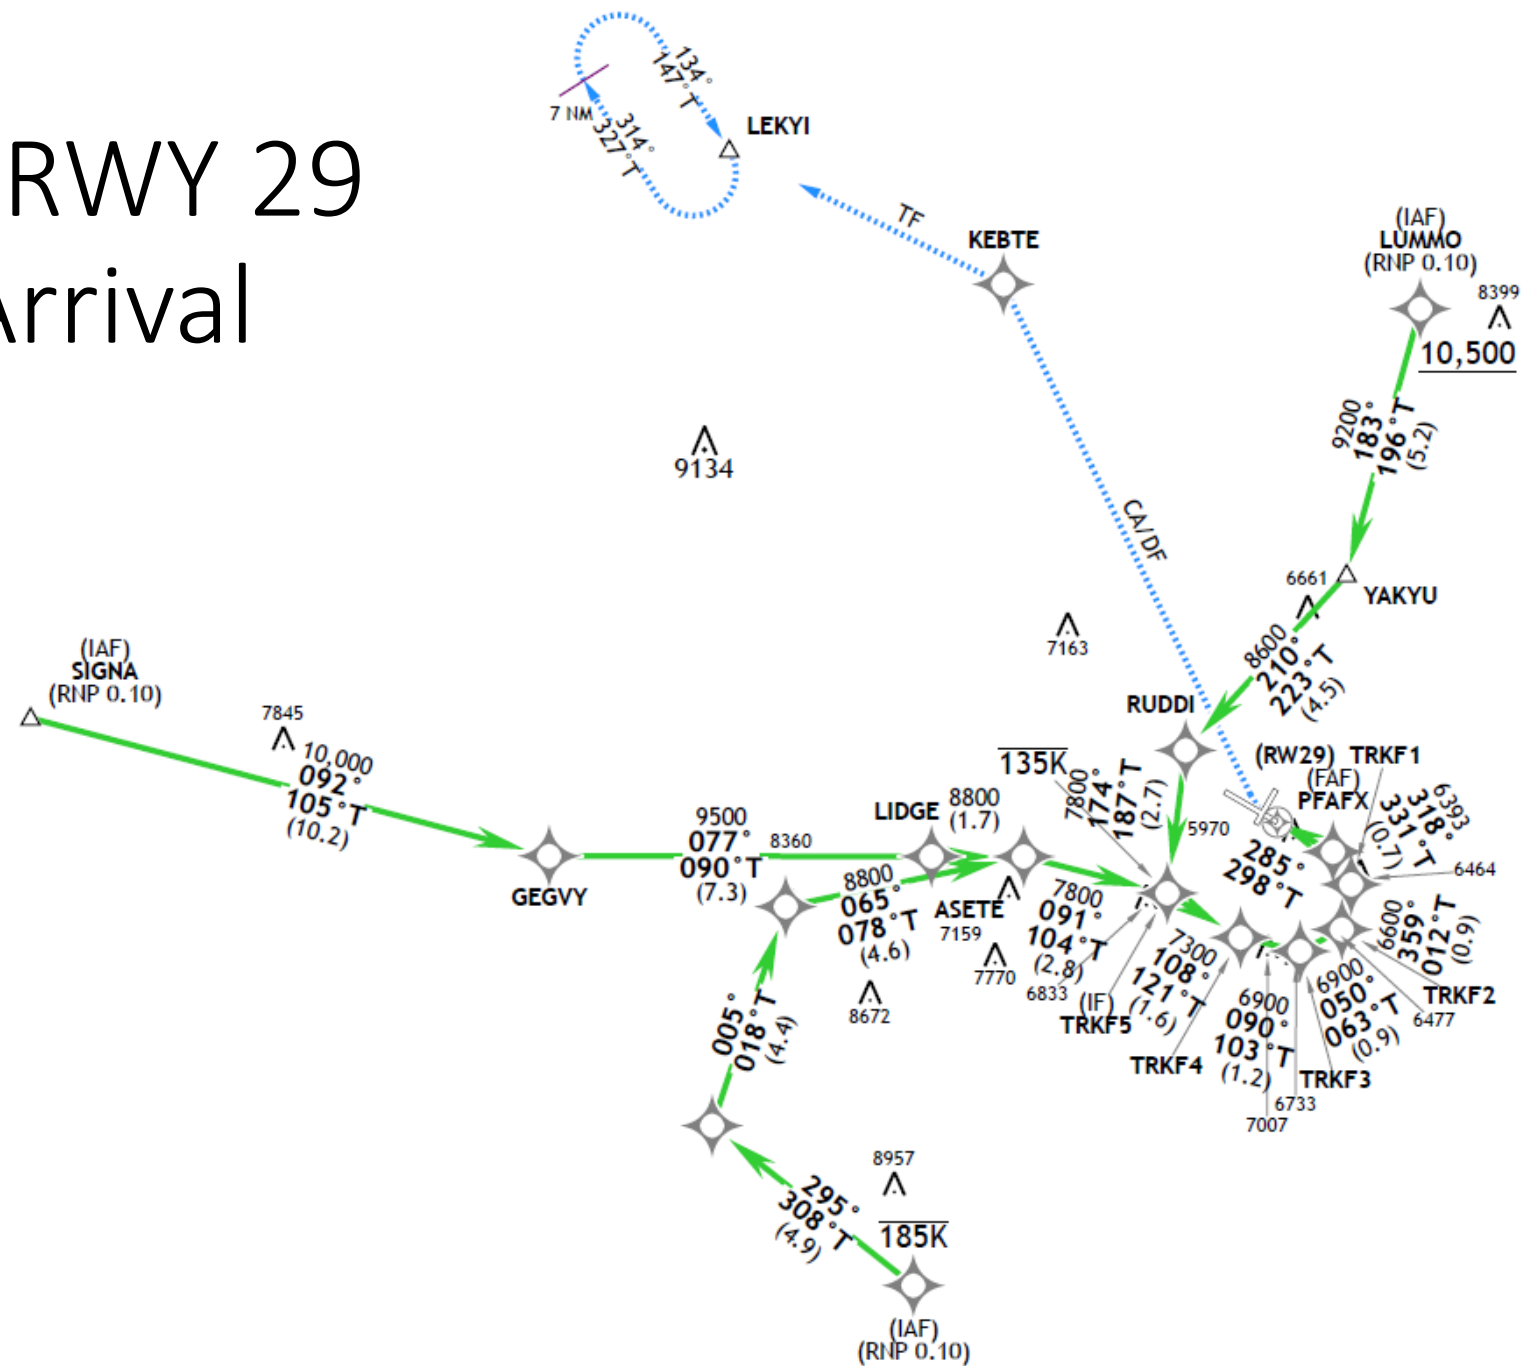 RWY 29
Arrival
134°
147°T
7 NM
314°
327°T
LEKYI
TF
KEBTE
(IAF)
LUMMO
(RNP 0.10)
8399
10,500
9200
183°
196°T
(5.2)
9134
CA/DF
6661
YAKYU
7163
8600
210°
223°T
(4.5)
(IAF)
SIGNA
(RNP 0.10)
7845
10,000
092°
105°T
(10.2)
RUDDI
135K
7800
174°
187°T
(2.7)
5970
(RW29)
TRKF1
(FAF)
PFAFX
6393
318°
331°T
(0.7)
6464
285°
298°T
GEGVY
9500
077°
090°T
(7.3)
8360
LIDGE
8800
(1.7)
8800
065°
078°T
(4.6)
ASETE
7159
7770
8672
7800
091°
104°T
(2.8)
6833
(IF)
TRKF5
7300
108°
121°T
(1.6)
TRKF4
6900
090°
103°T
(1.2)
7007
6733
TRKF3
6900
050°
063°T
(0.9)
6477
TRKF2
6600
359°
012°T
(0.9)
005°
018°T
(4.4)
8957
295°
308°T
(4.9)
185K
(IAF)
(RNP 0.10)